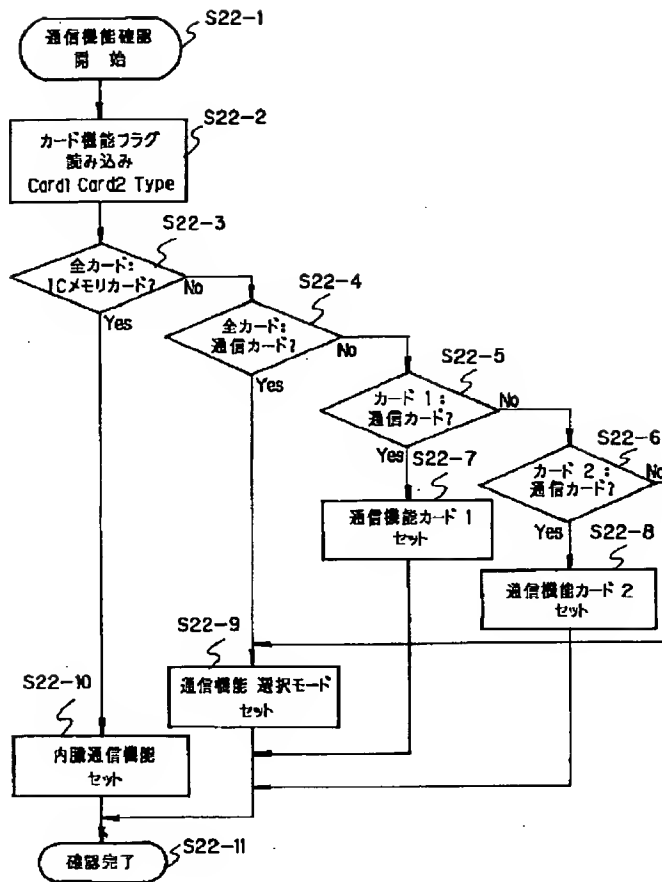 S22-1
通信機能確認
開 始
S22-2
カード機能フラグ
読み込み
Card1 Card2 Type
S22-3
全カード:
ICメモリカード?
No
Yes
S22-4
全カード:
通信カード?
No
Yes
S22-5
カード 1:
通信カード?
No
Yes
S22-6
カード 2:
通信カード?
No
Yes
S22-7
通信機能カード 1
セット
S22-8
通信機能カード 2
セット
S22-9
通信機能 選択モード
セット
S22-10
内臓通信機能
セット
確認完了
S22-11